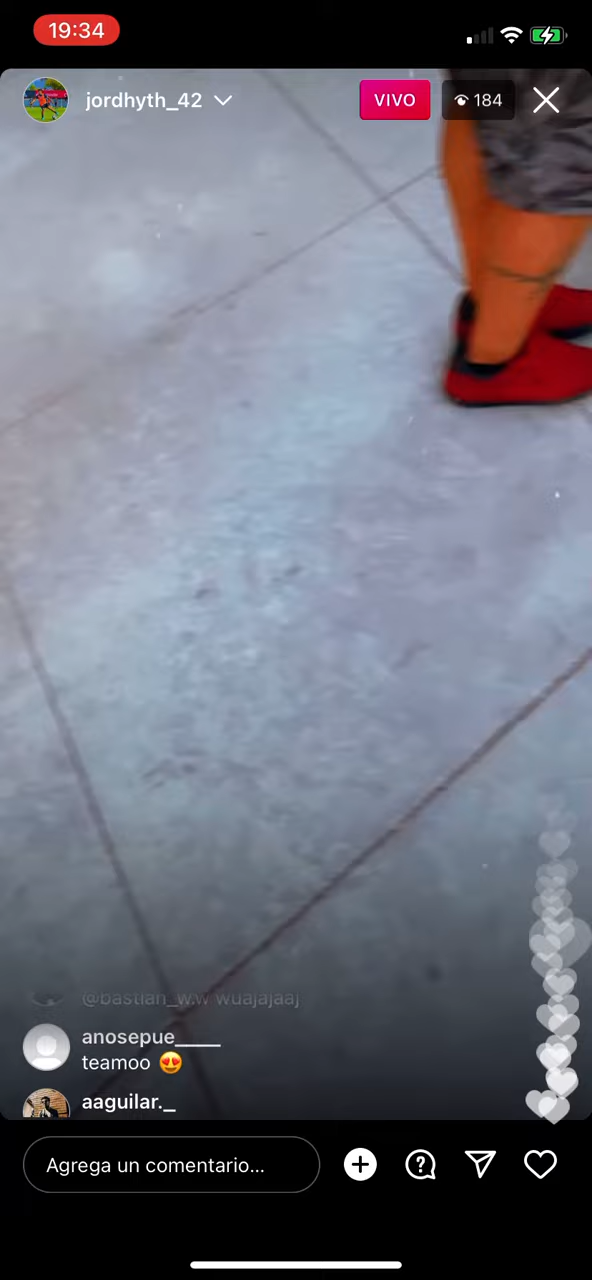 19:34
jordhyth_42
VIVO
184
@bastian_w.w wuajajaaj
anosepue_____
teamoo 😍
aaguilar._
Agrega un comentario...